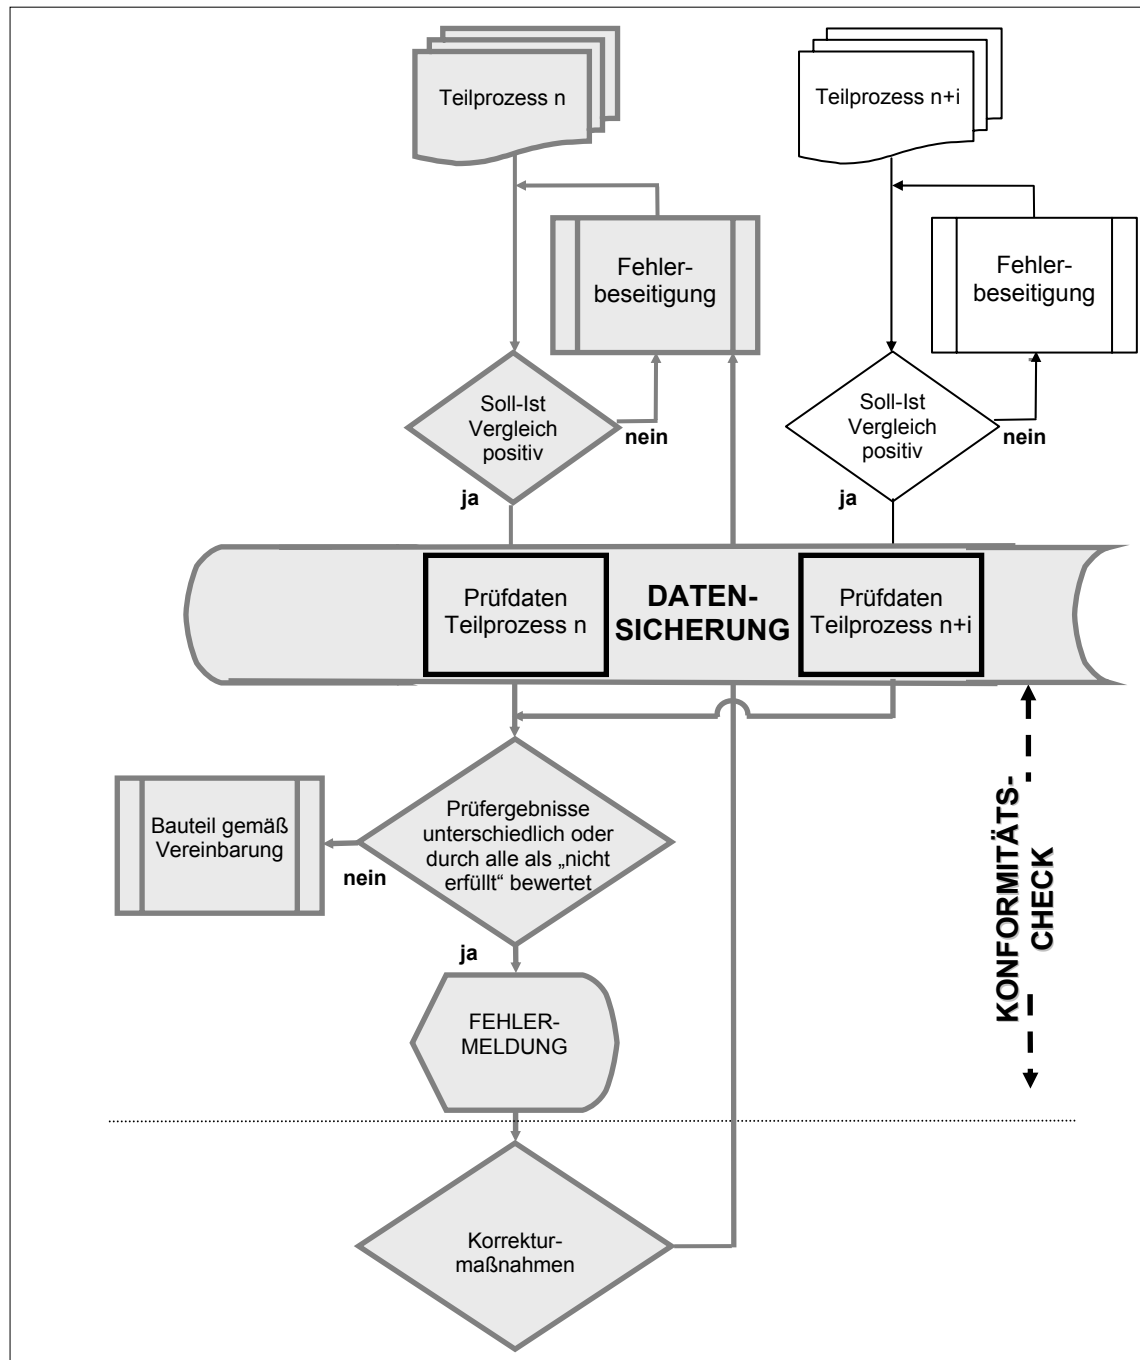 Teilprozess n
Teilprozess n+i
Fehler-
beseitigung
Fehler-
beseitigung
Soll-Ist
Vergleich
positiv
nein
ja
Soll-Ist
Vergleich
positiv
nein
ja
Prüfdaten
Teilprozess n
DATEN-
SICHERUNG
Prüfdaten
Teilprozess n+i
Prüfergebnisse
unterschiedlich oder
durch alle als „nicht
erfüllt“ bewertet
Bauteil gemäß
Vereinbarung
nein
ja
KONFORMITÄTS-
CHECK
FEHLER-
MELDUNG
Korrektur-
maßnahmen